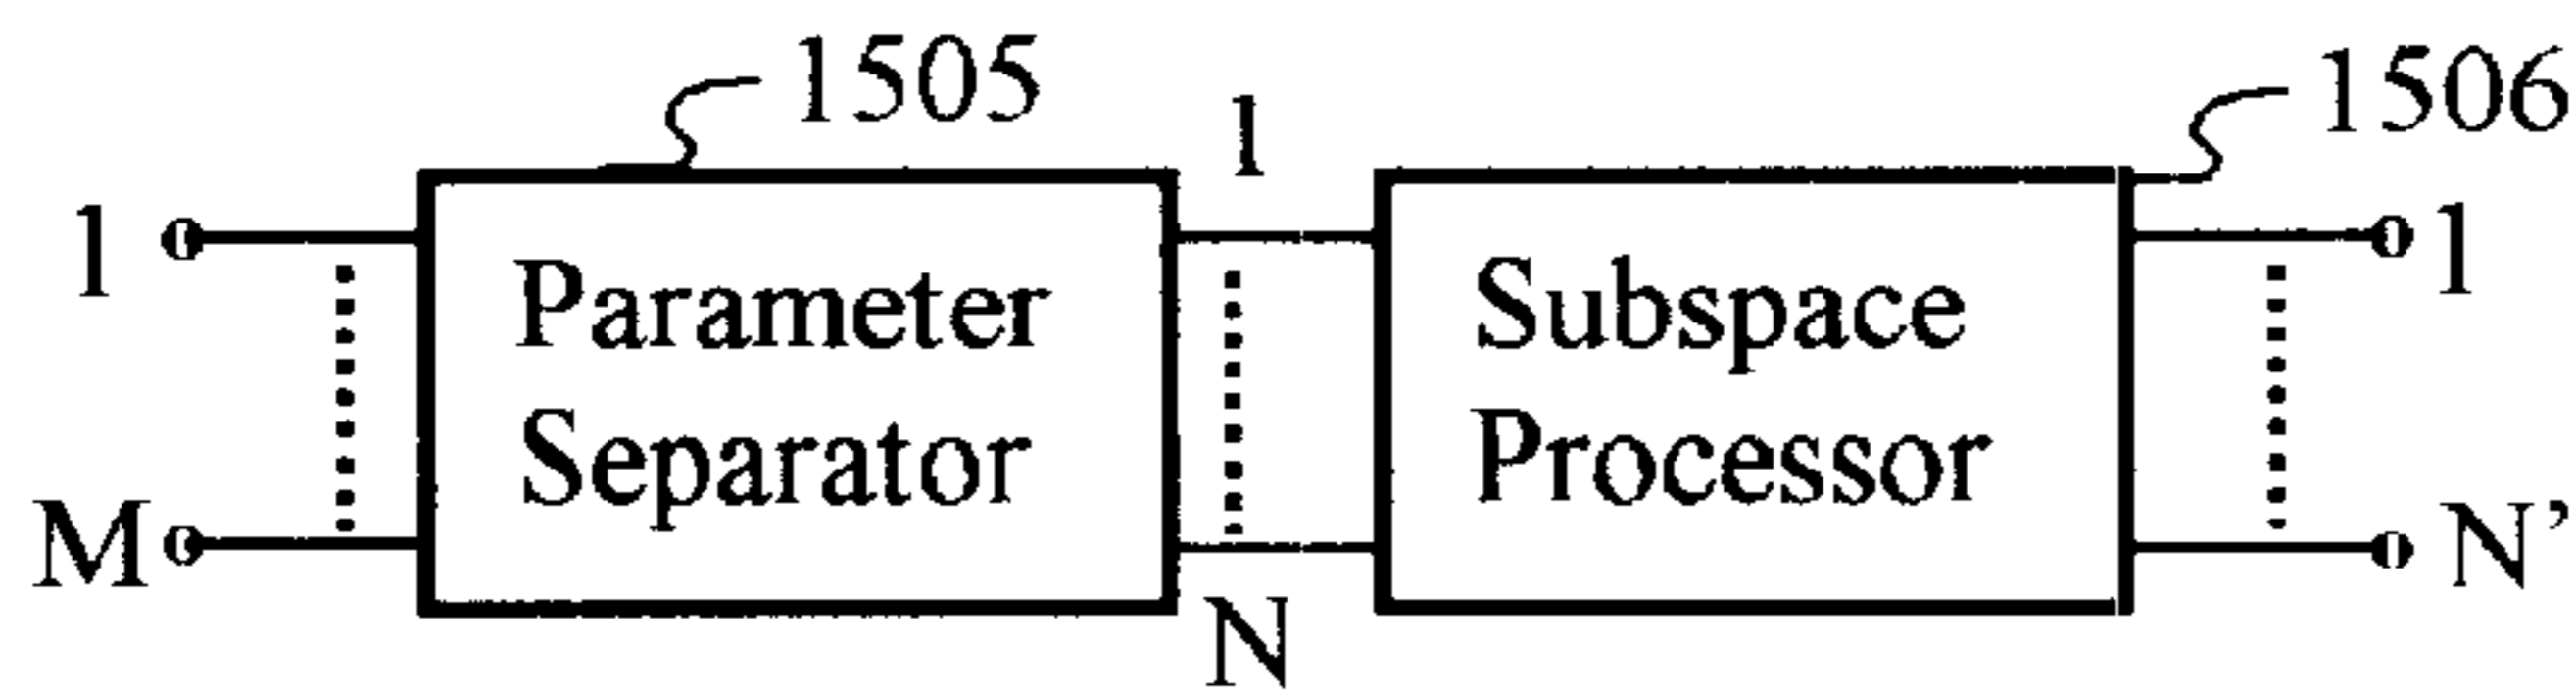 1505
1506
1
1
1
Parameter
Separator
Subspace
Processor
M
N
N’